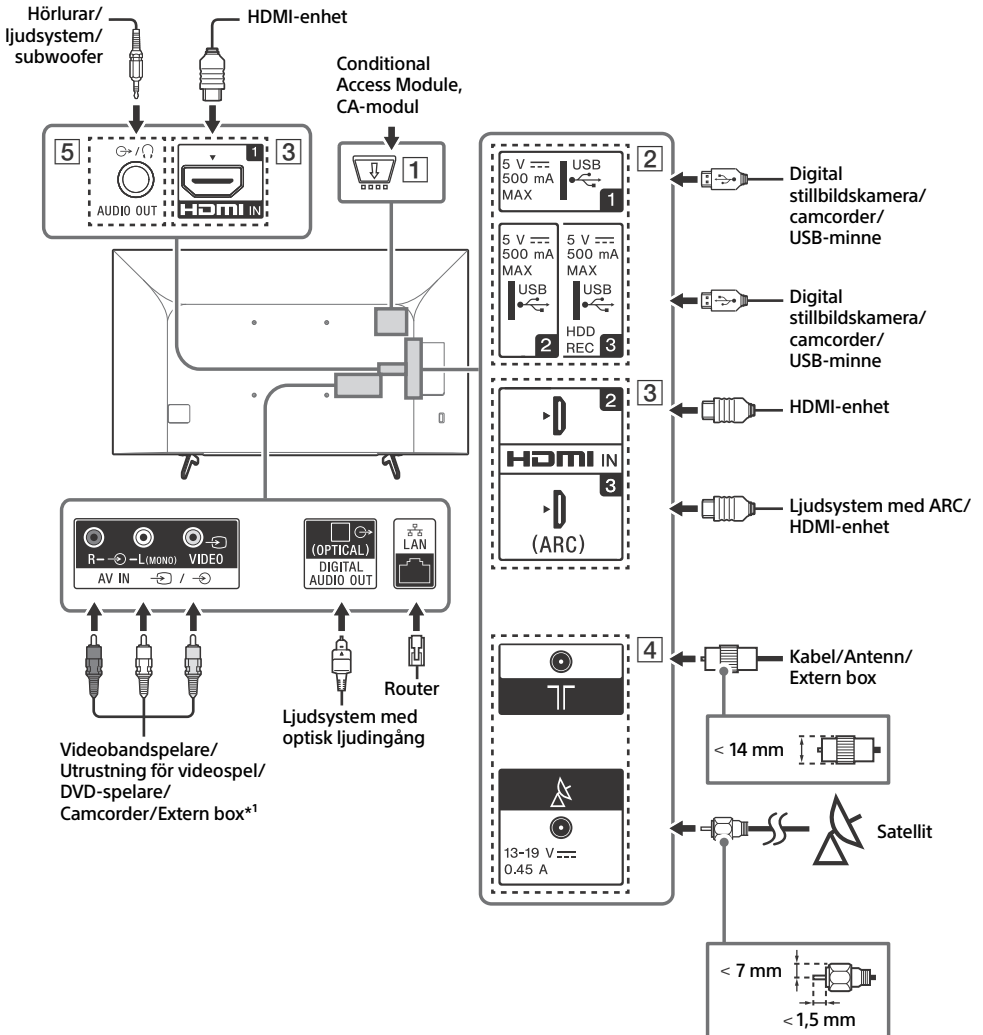 Hörlurar/
ljudsystem/
subwoofer
HDMI-enhet
Conditional
Access Module,
CA-modul
5
AUDIO OUT
1
HDMI IN
3
1
5 V
500 mA
MAX
USB
1
2
Digital
stillbildskamera/
camcorder/
USB-minne
5 V
500 mA
MAX
USB
2
5 V
500 mA
MAX
USB
HDD
REC 3
Digital
stillbildskamera/
camcorder/
USB-minne
2
3
HDMI-enhet
HDMI IN
3
(ARC)
Ljudsystem med ARC/
HDMI-enhet
R
L(MONO)
VIDEO
AV IN
/
(OPTICAL)
DIGITAL
AUDIO OUT
LAN
Router
Ljudsystem med
optisk ljudingång
Videobandspelare/
Utrustning för videospel/
DVD-spelare/
Camcorder/Extern box*¹
4
Kabel/Antenn/
Extern box
< 14 mm
13-19 V
0.45 A
Satellit
< 7 mm
< 1,5 mm